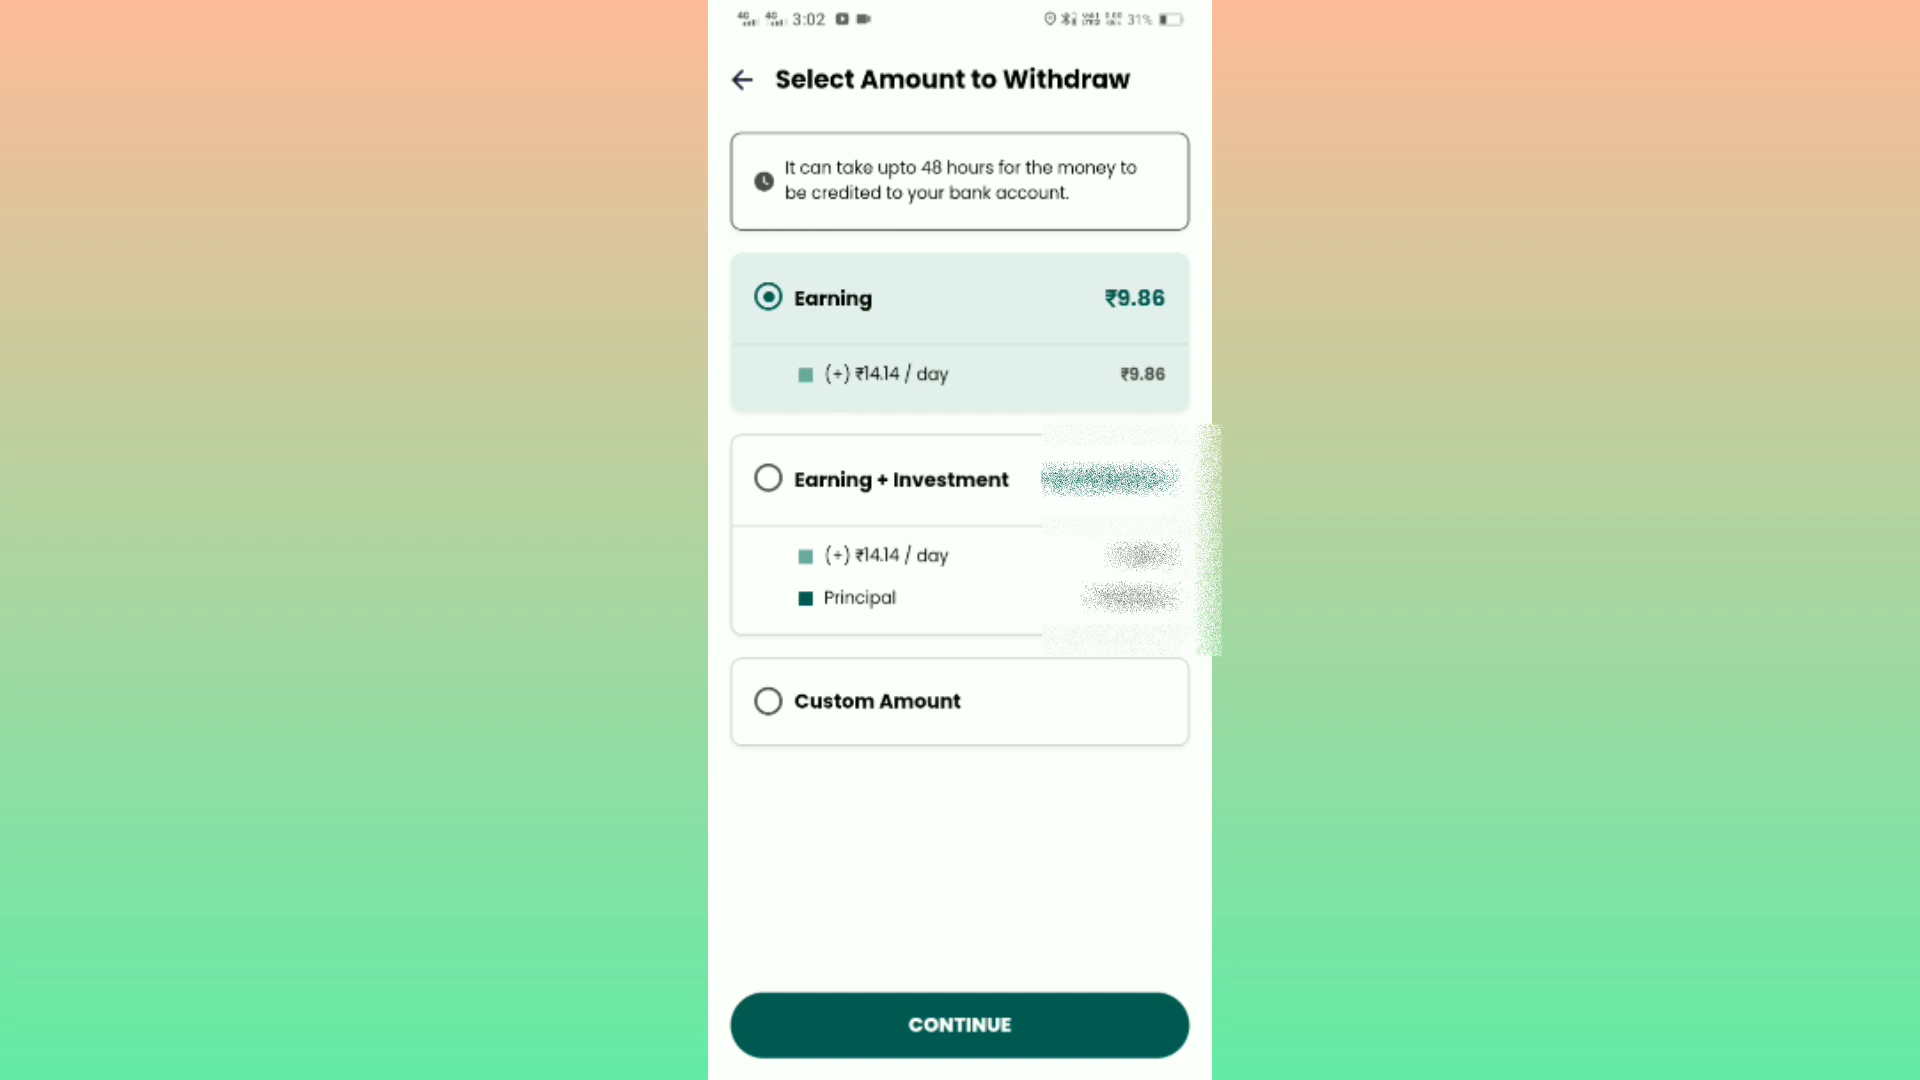 3:02
31%
Select Amount to Withdraw
It can take upto 48 hours for the money to
be credited to your bank account.
Earning ₹9.86
(+) ₹14.14 / day ₹9.86
Earning + Investment
(+) ₹14.14 / day
Principal
Custom Amount
CONTINUE